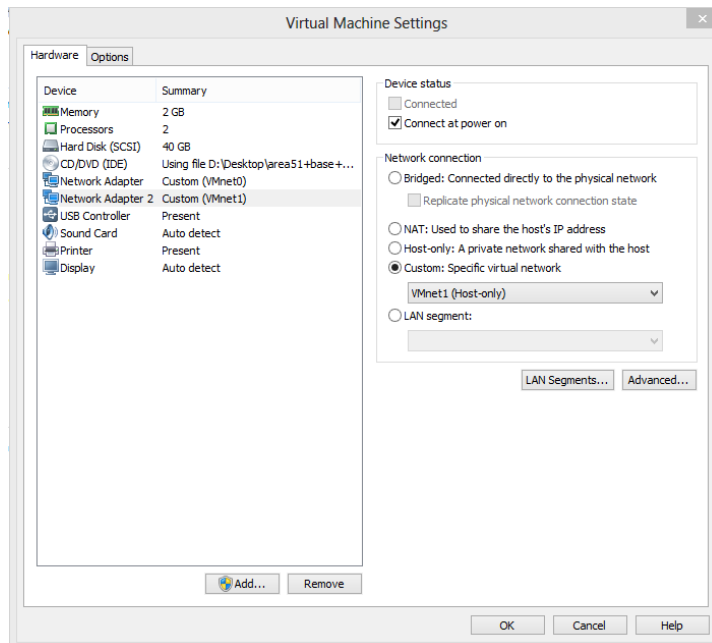 Virtual Machine Settings
Hardware Options
Device Summary
Memory 2 GB
Processors 2
Hard Disk (SCSI) 40 GB
CD/DVD (IDE) Using file D:\Desktop\area51+base+...
Network Adapter Custom (VMnet0)
Network Adapter 2 Custom (VMnet1)
USB Controller Present
Sound Card Auto detect
Printer Present
Display Auto detect
Add... Remove
Device status
Connected
Connect at power on
Network connection
Bridged: Connected directly to the physical network
Replicate physical network connection state
NAT: Used to share the host's IP address
Host-only: A private network shared with the host
Custom: Specific virtual network
VMnet1 (Host-only)
LAN segment:
LAN Segments... Advanced...
OK Cancel Help